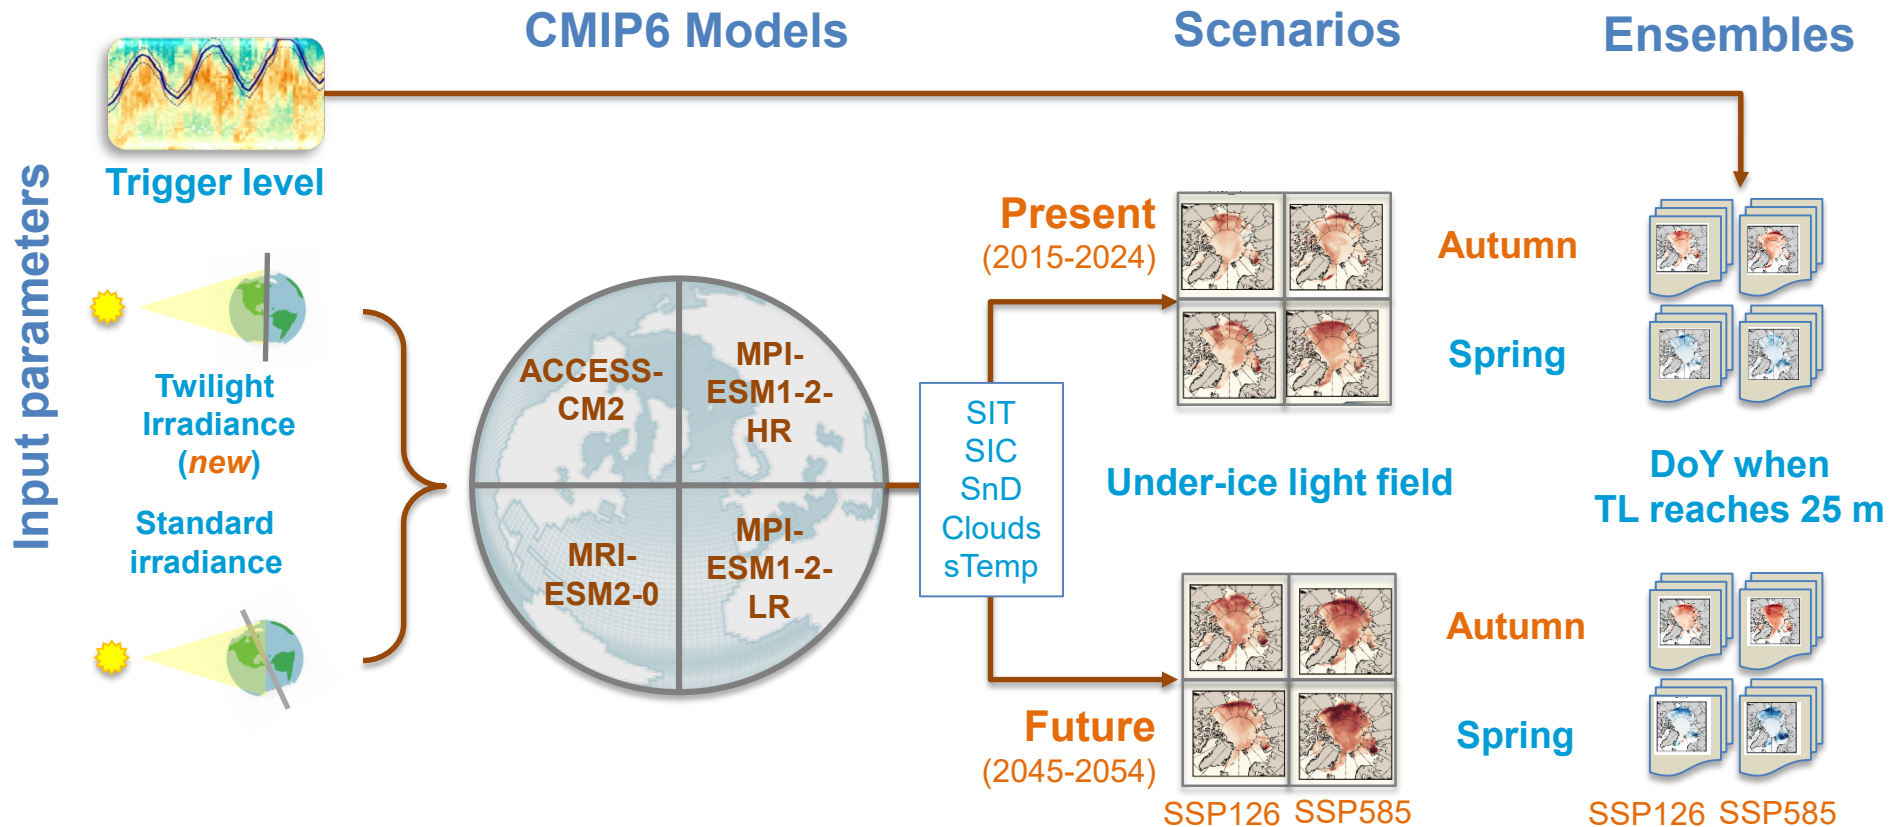 CMIP6 Models
Scenarios
Ensembles
Input parameters
Trigger level
Twilight
Irradiance
(new)
Standard
irradiance
ACCESS-
CM2
MPI-
ESM1-2-
HR
MRI-
ESM2-0
MPI-
ESM1-2-
LR
SIT
SIC
SnD
Clouds
sTemp
Present
(2015-2024)
Autumn
Spring
Under-ice light field
DoY when
TL reaches 25 m
Future
(2045-2054)
Autumn
Spring
SSP126 SSP585
SSP126 SSP585